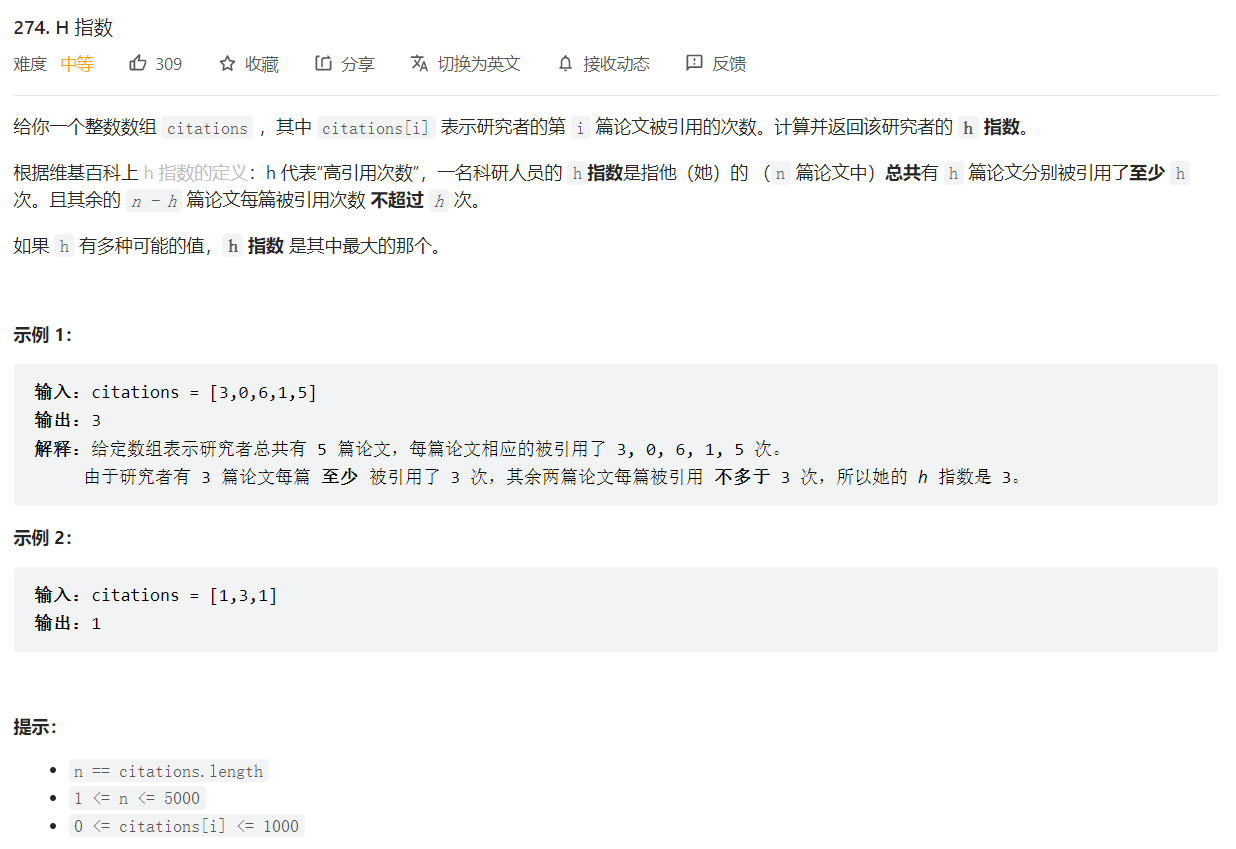 274. H 指数
难度 中等 309 收藏 分享 切换为英文 接收动态 反馈
给你一个整数数组 citations ，其中 citations[i] 表示研究者的第 i 篇论文被引用的次数。计算并返回该研究者的 h 指数。
根据维基百科上 h 指数的定义：h 代表“高引用次数”，一名科研人员的 h 指数是指他（她）的 （n 篇论文中）总共有 h 篇论文分别被引用了至少 h
次。且其余的 n - h 篇论文每篇被引用次数 不超过 h 次。
如果 h 有多种可能的值，h 指数 是其中最大的那个。
示例 1：
输入：citations = [3,0,6,1,5]
输出：3
解释：给定数组表示研究者总共有 5 篇论文，每篇论文相应的被引用了 3, 0, 6, 1, 5 次。
由于研究者有 3 篇论文每篇 至少 被引用了 3 次，其余两篇论文每篇被引用 不多于 3 次，所以她的 h 指数是 3。
示例 2：
输入：citations = [1,3,1]
输出：1
提示：
• n == citations.length
• 1 <= n <= 5000
• 0 <= citations[i] <= 1000